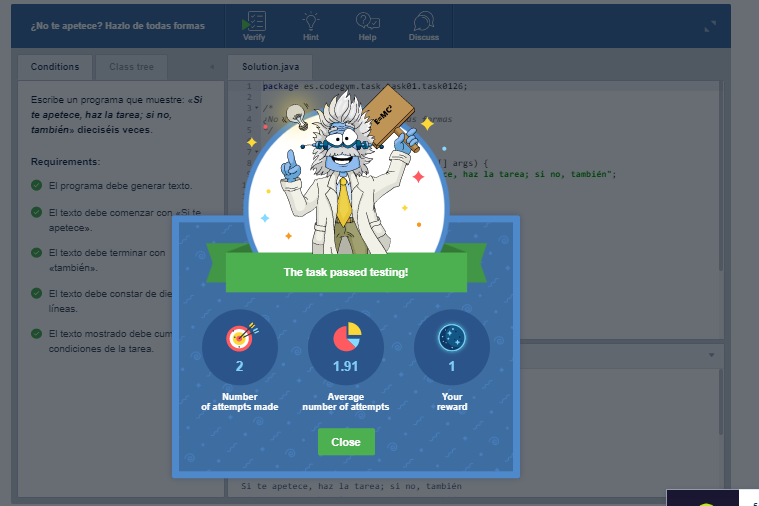 ¿No te apetece? Hazlo de todas formas
Verify
Hint
Help
Discuss
Conditions
Class tree
Solution.java
Escribe un programa que muestre: «Si
te apetece, haz la tarea; si no,
también» dieciséis veces.
Requirements:
El programa debe generar texto.
El texto debe comenzar con «Si te
apetece».
El texto debe terminar con
«también».
El texto debe constar de die
líneas.
El texto mostrado debe cum
condiciones de la tarea.
1 package es.codegym.task.task01.task0126;
2
3 /*
4 ¿No formas
5 */
] args) {
ce, haz la tarea; si no, también";
E=MC²
The task passed testing!
2
1.91
1
Number
of attempts made
Average
number of attempts
Your
reward
Close
Si te apetece, haz la tarea; si no, también